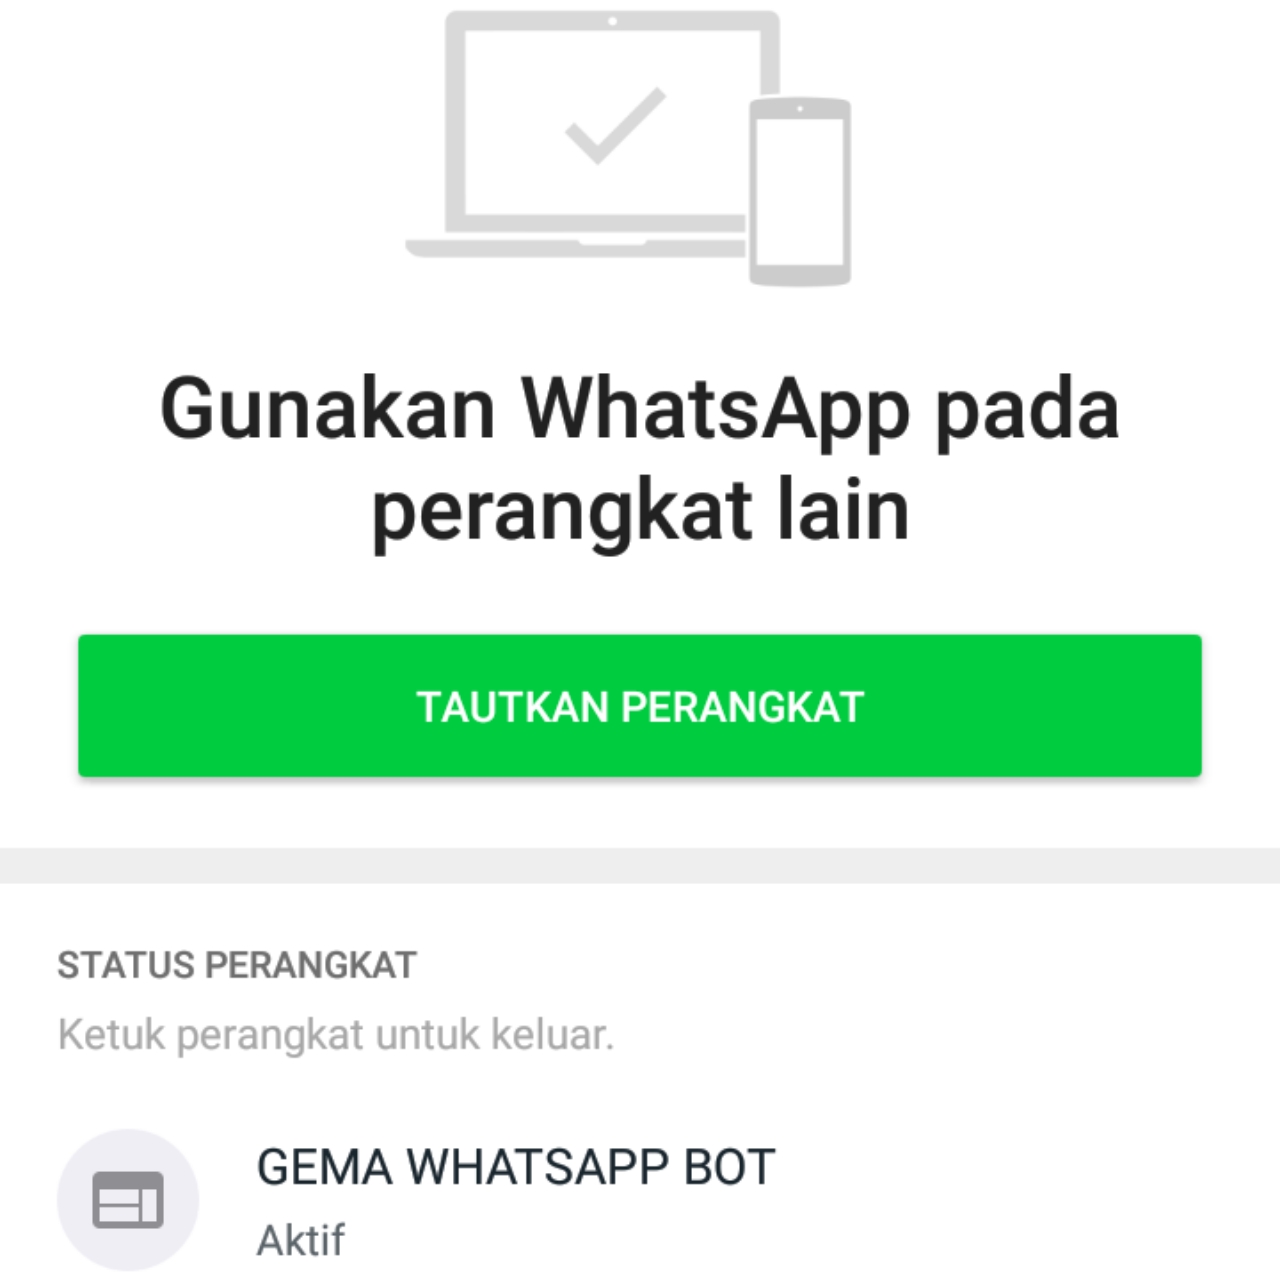 Gunakan WhatsApp pada
perangkat lain
TAUTKAN PERANGKAT
STATUS PERANGKAT
Ketuk perangkat untuk keluar.
GEMA WHATSAPP BOT
Aktif